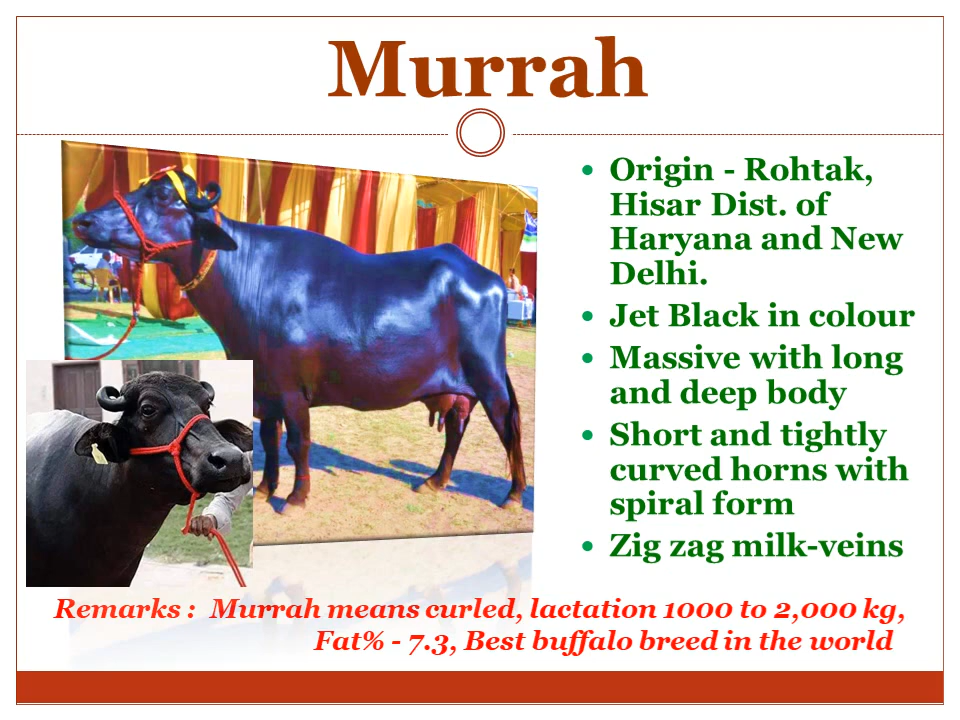 Murrah
• Origin - Rohtak,
Hisar Dist. of
Haryana and New
Delhi.
• Jet Black in colour
• Massive with long
and deep body
• Short and tightly
curved horns with
spiral form
• Zig zag milk-veins
Remarks : Murrah means curled, lactation 1000 to 2,000 kg,
Fat% - 7.3, Best buffalo breed in the world